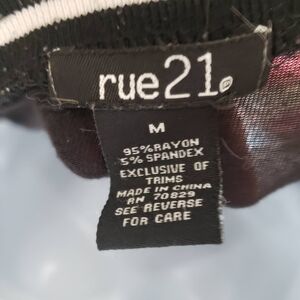 rue21®
M
95% RAYON
5% SPANDEX
EXCLUSIVE OF
TRIMS
MADE IN CHINA
RN 70829
SEE REVERSE
FOR CARE